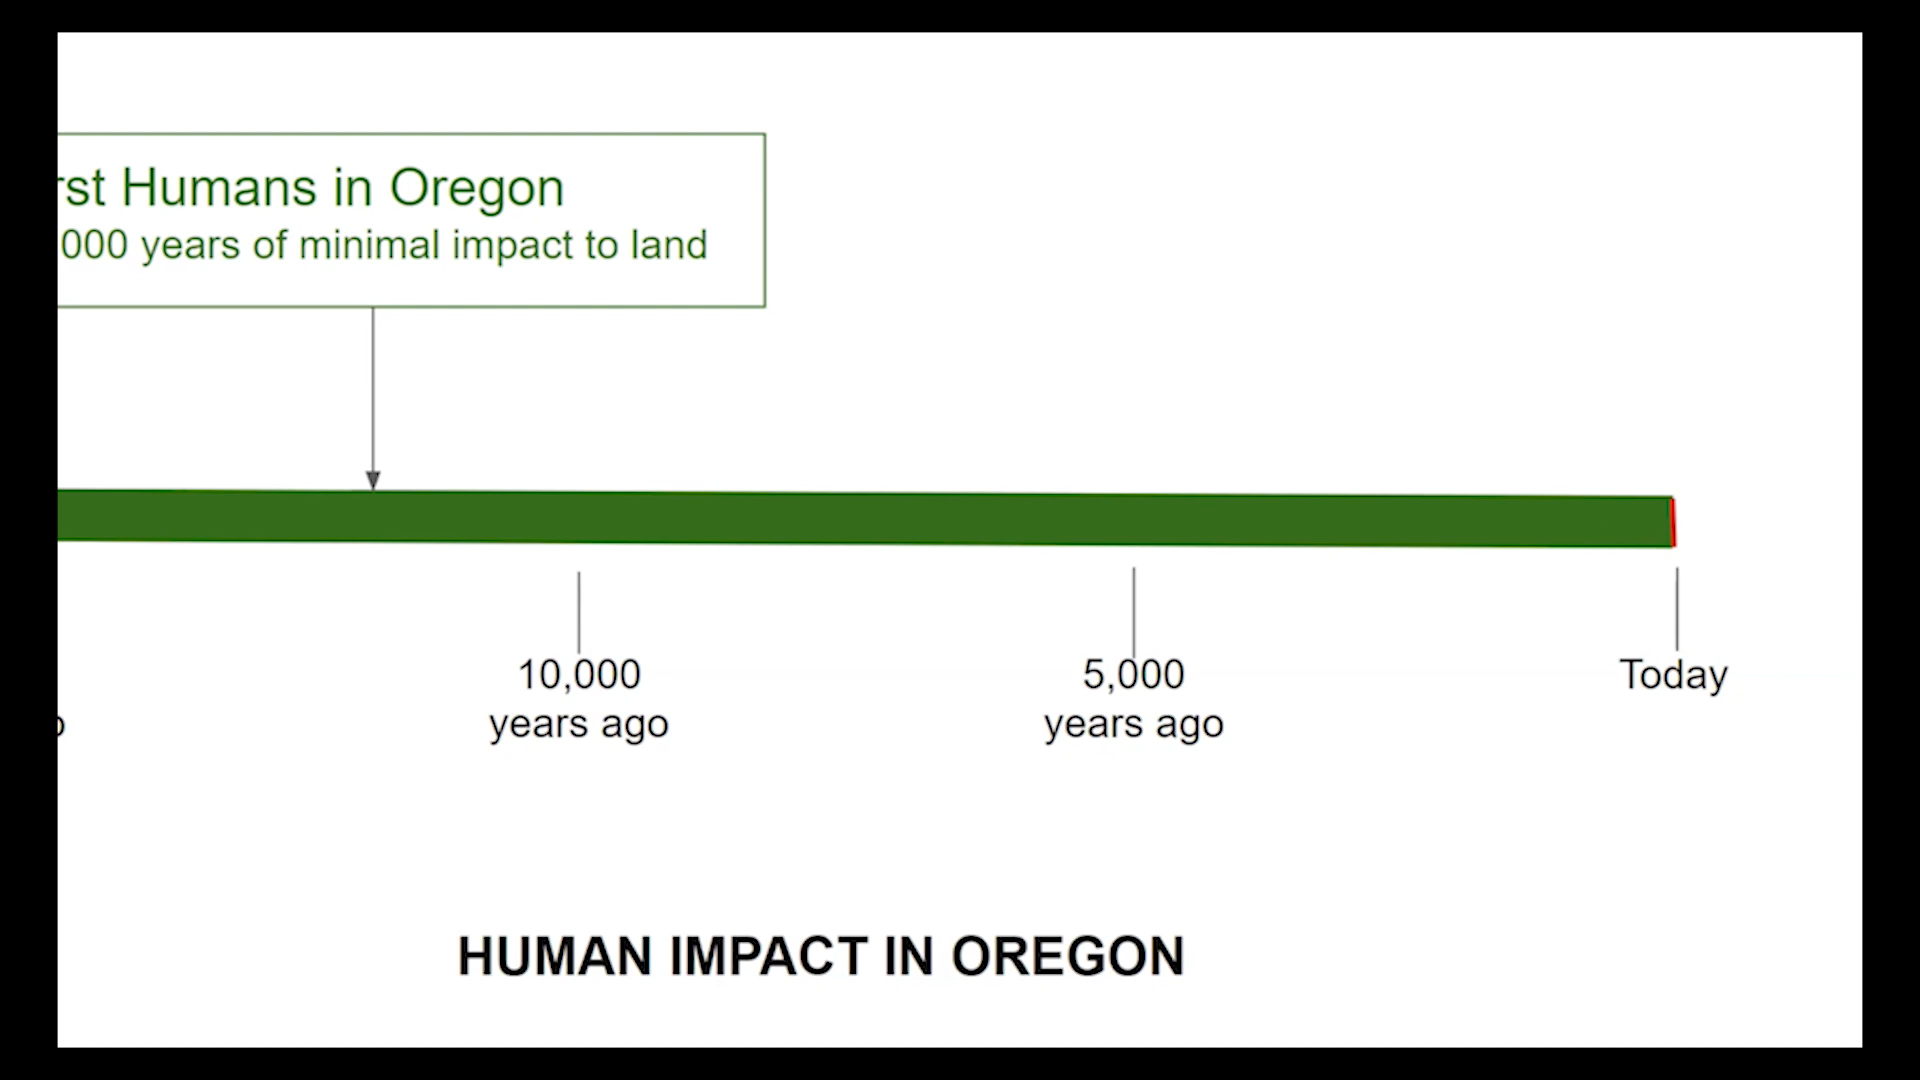 Humans in Oregon
000 years of minimal impact to land
10,000
years ago
5,000
years ago
Today
HUMAN IMPACT IN OREGON